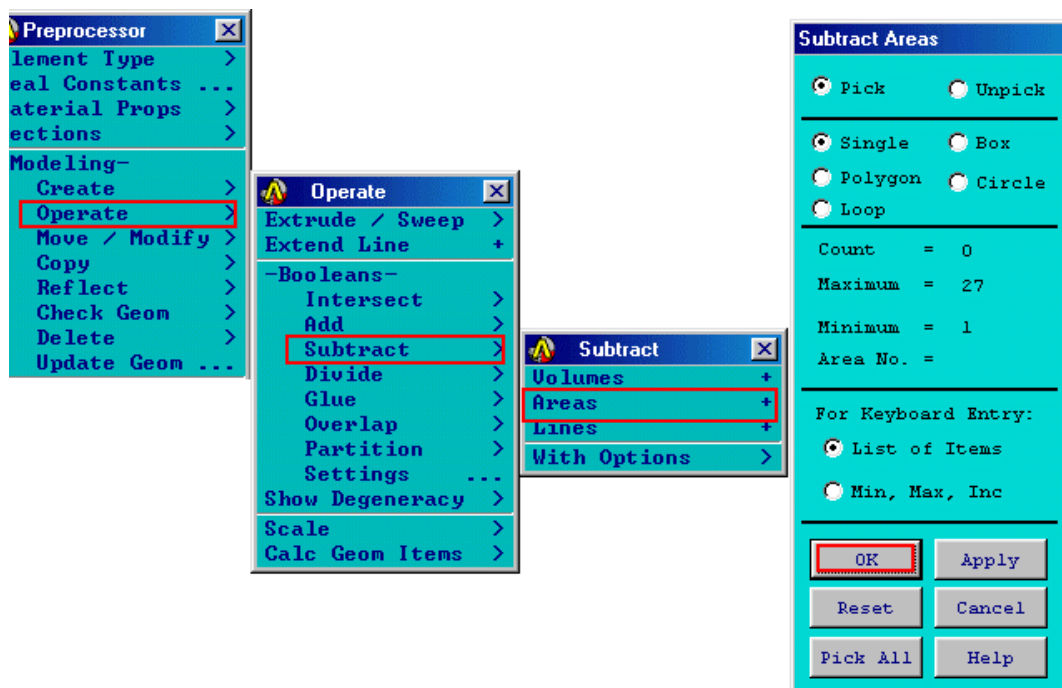 Preprocessor
lement Type >
eal Constants ...
aterial Props >
ections >
Modeling-
Create >
Operate >
Move / Modify >
Copy >
Reflect >
Check Geom >
Delete >
Update Geom ...
Operate
Extrude / Sweep >
Extend Line +
-Booleans-
Intersect >
Add >
Subtract >
Divide >
Glue >
Overlap >
Partition >
Settings ...
Show Degeneracy >
Scale >
Calc Geom Items >
Subtract
Volumes +
Areas +
Lines +
With Options >
Subtract Areas
Pick Unpick
Single Box
Polygon Circle
Loop
Count = 0
Maximum = 27
Minimum = 1
Area No. =
For Keyboard Entry:
List of Items
Min, Max, Inc
OK Apply
Reset Cancel
Pick All Help